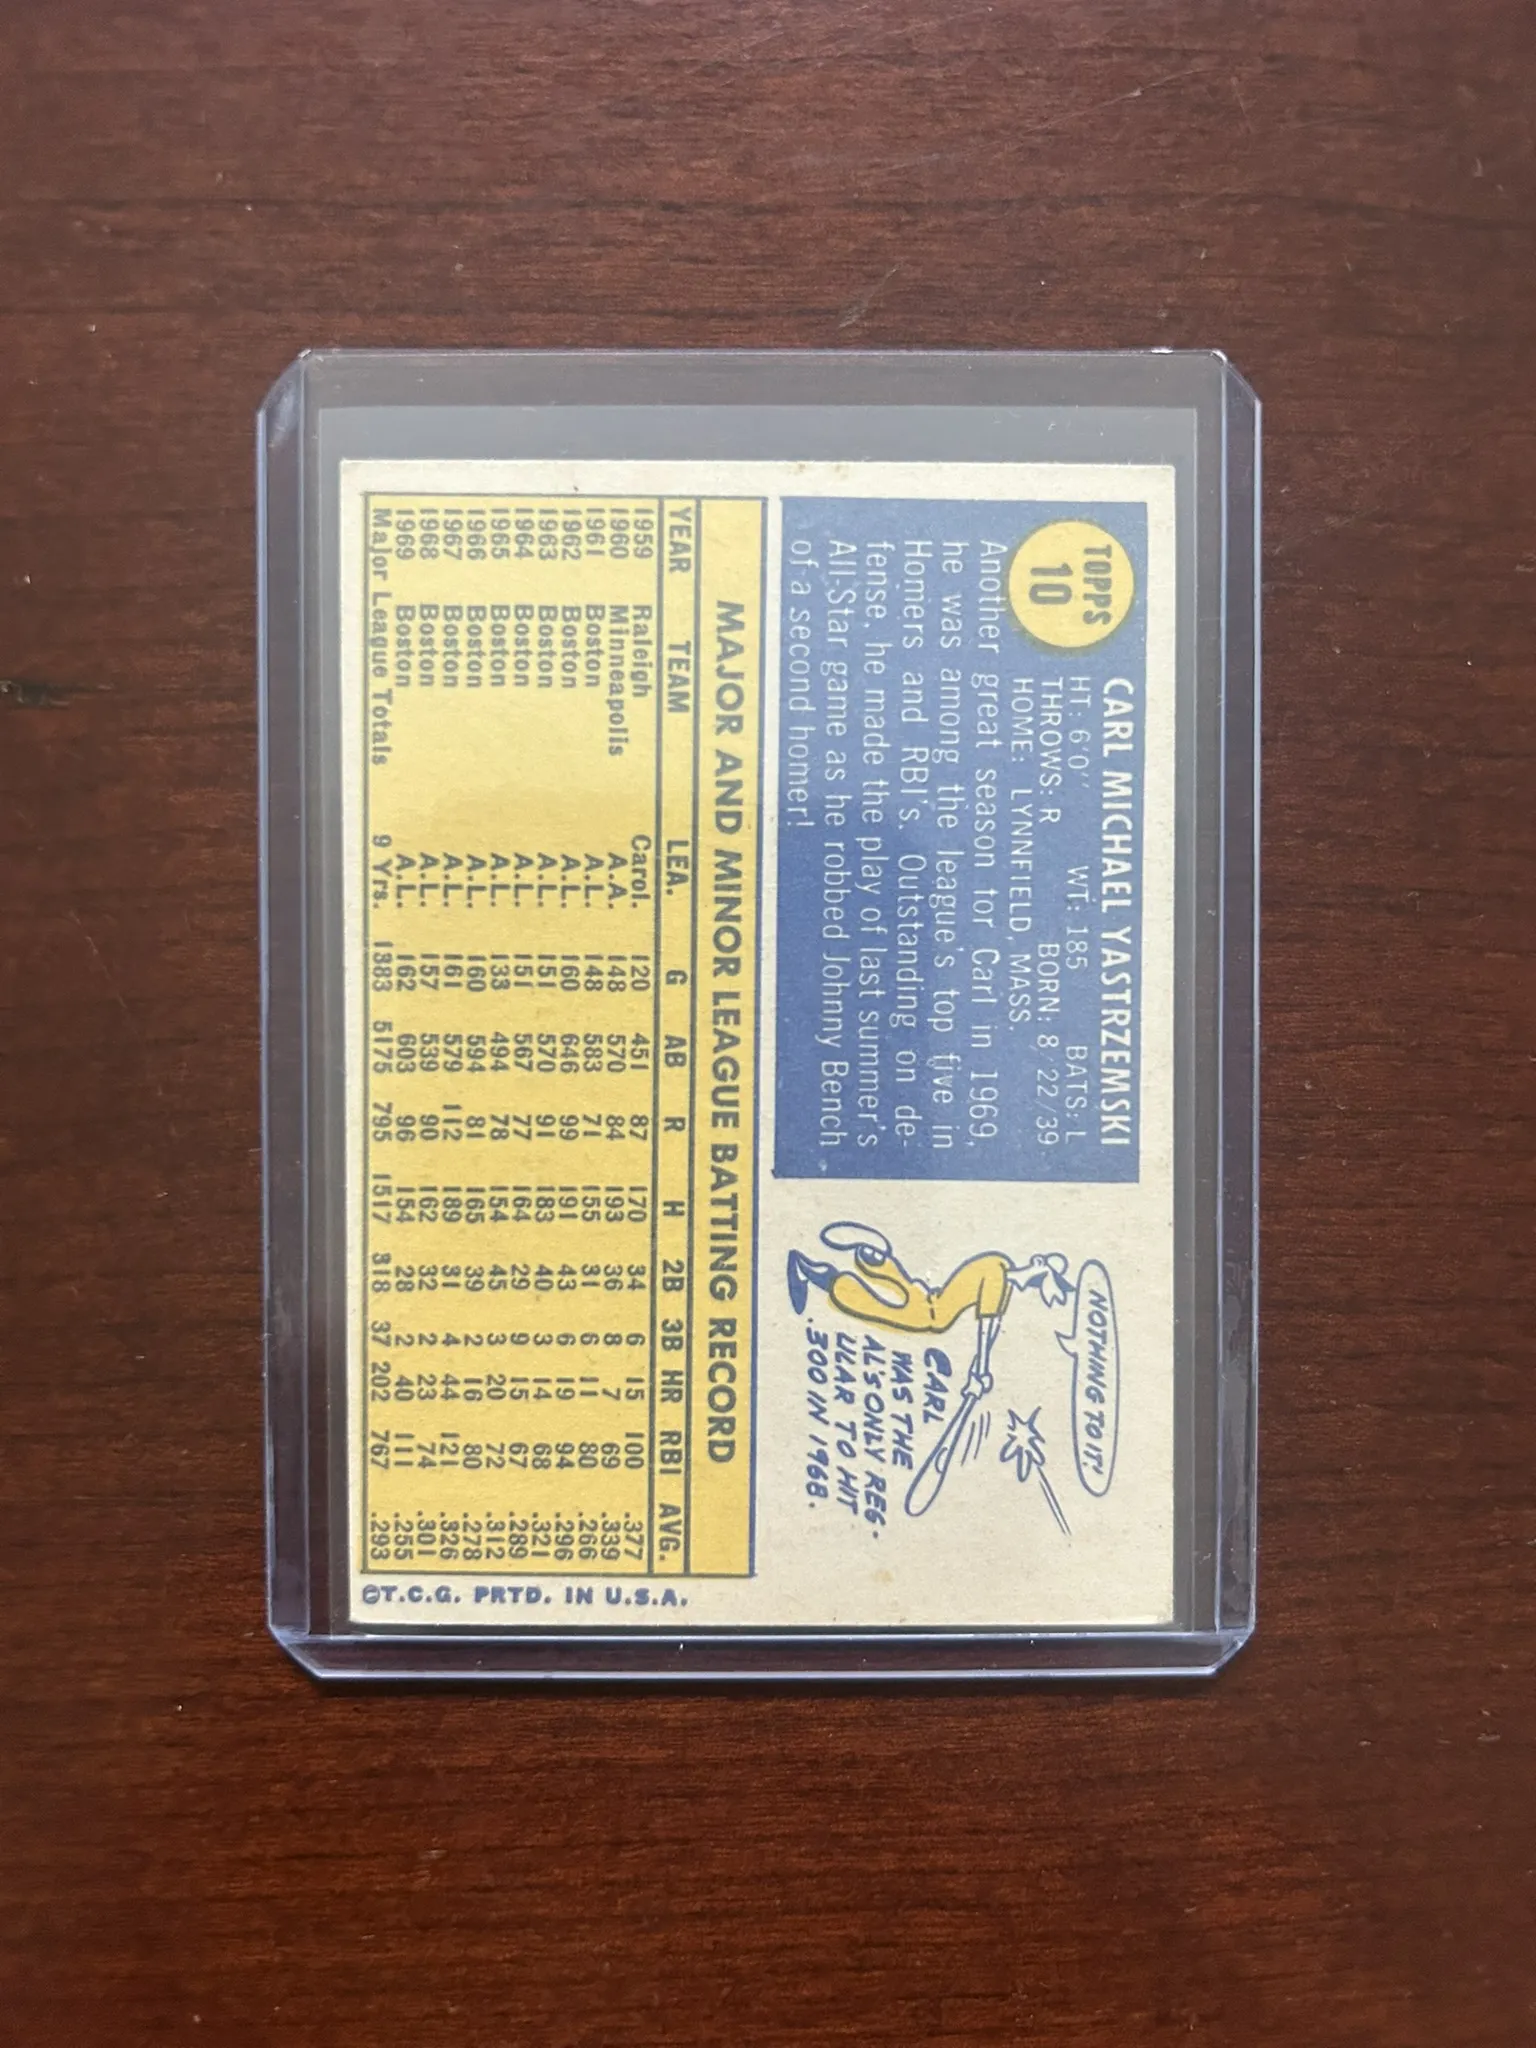 TOPPS
10
CARL MICHAEL YASTRZEMSKI
HT: 6'0'' WT: 185 BATS: L
THROWS: R BORN: 8/22/39
HOME: LYNNFIELD, MASS.
Another great season for Carl in 1969,
he was among the league's top five in
Homers and RBI's. Outstanding on de-
fense, he made the play of last summer's
All-Star game as he robbed Johnny Bench
of a second homer!
NOTHING TO IT!
CARL
WAS THE
AL'S ONLY REG-
ULAR TO HIT
.300 IN 1968.
MAJOR AND MINOR LEAGUE BATTING RECORD
YEAR TEAM LEA. G AB R H 2B 3B HR RBI AVG.
1959 Raleigh Carol. 120 451 87 170 34 6 15 100 .377
1960 Minneapolis A.A. 148 570 84 193 36 8 7 69 .339
1961 Boston A.L. 148 583 71 155 31 6 11 80 .266
1962 Boston A.L. 160 646 99 191 43 6 19 94 .296
1963 Boston A.L. 151 570 91 183 40 3 14 68 .321
1964 Boston A.L. 151 567 77 164 29 9 15 67 .289
1965 Boston A.L. 133 494 78 154 45 3 20 72 .312
1966 Boston A.L. 160 594 81 165 39 2 16 80 .278
1967 Boston A.L. 161 579 112 189 31 4 44 121 .326
1968 Boston A.L. 157 539 90 162 32 2 23 74 .301
1969 Boston A.L. 162 603 96 154 28 2 40 111 .255
Major League Totals 9 Yrs. 1383 5175 795 1517 318 37 202 767 .293
©T.C.G. PRTD. IN U.S.A.